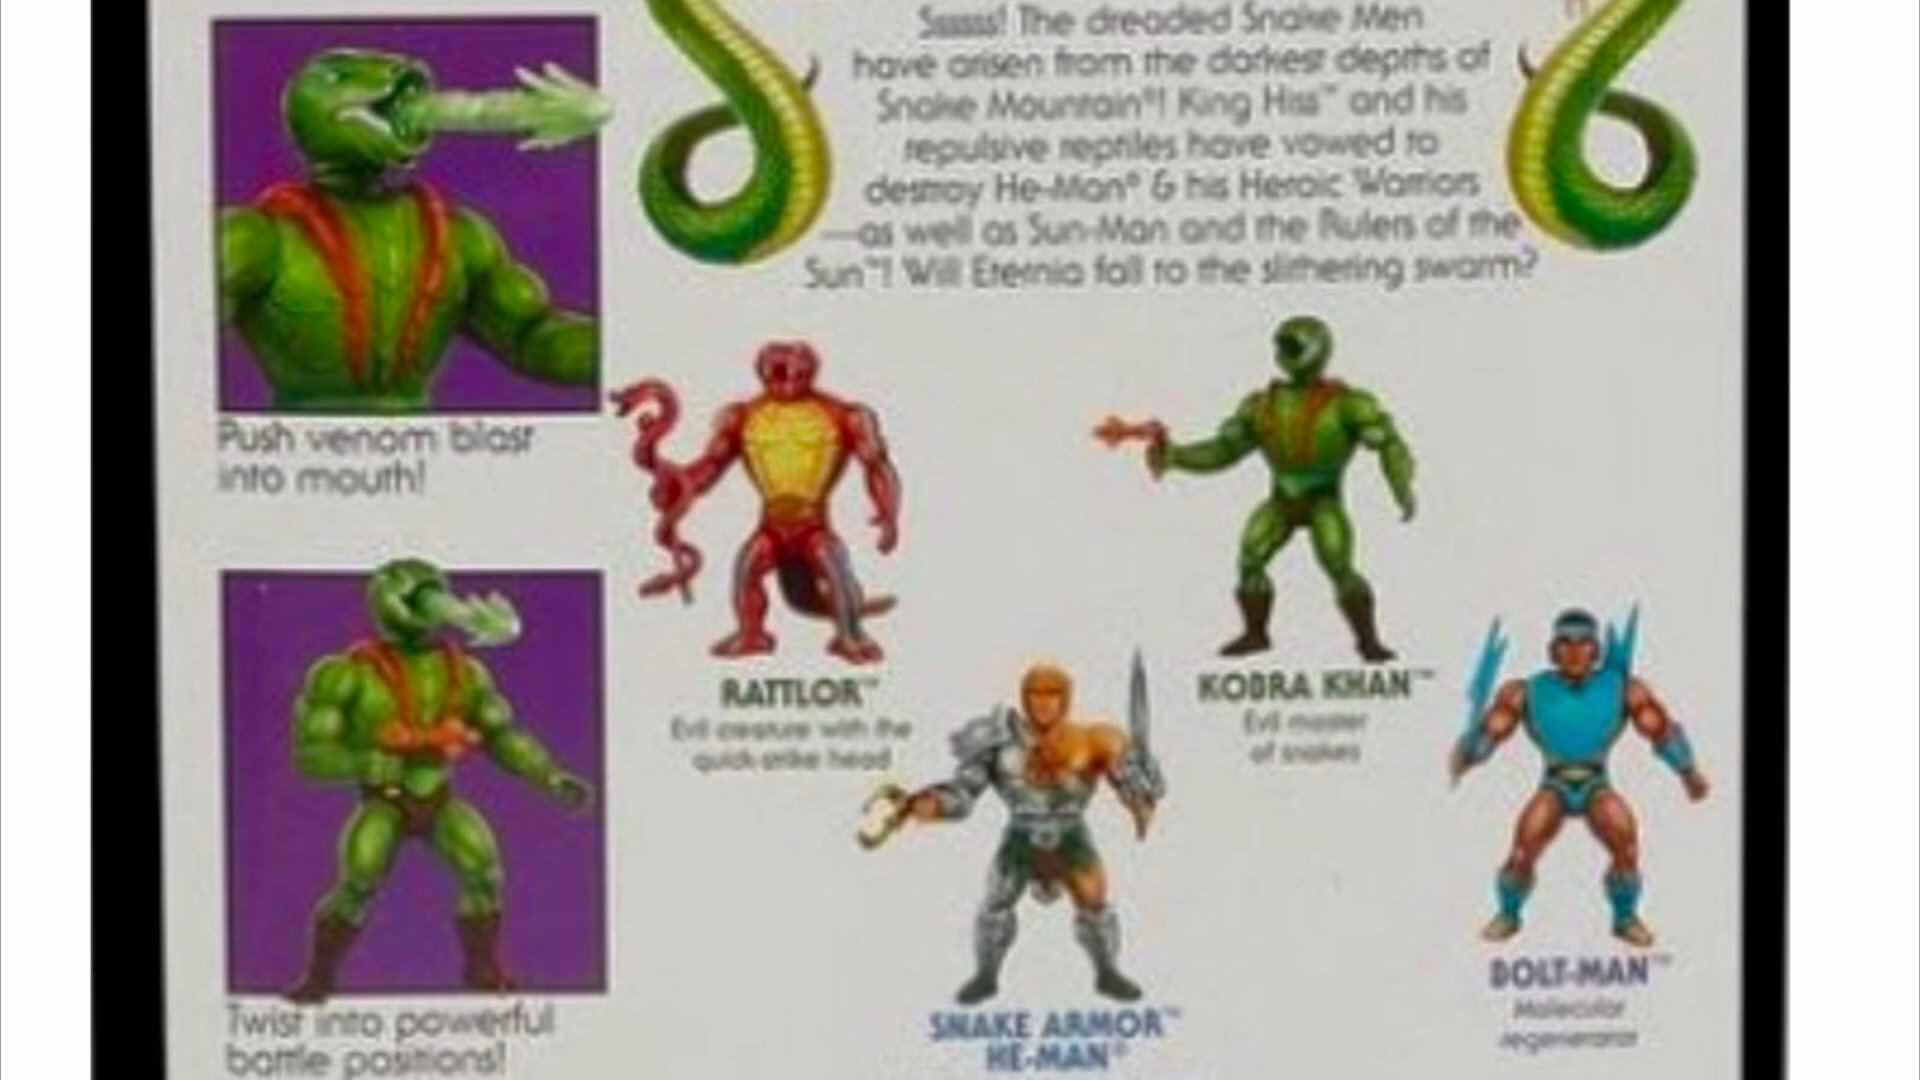 Sssss! The dreaded Snake Men
have arisen from the darkest depths of
Snake Mountain®! King Hiss™ and his
repulsive reptiles have vowed to
destroy He-Man® & his Heroic Warriors
—as well as Sun-Man and the Rulers of the
Sun™! Will Eternia fall to the slithering swarm?
Push venom blast
into mouth!
RATTLOR™
Evil creature with the
quick-strike head
KOBRA KHAN™
Evil master
of snakes
Twist into powerful
battle positions!
SNAKE ARMOR™
HE-MAN®
BOLT-MAN™
Molecular
regenerator